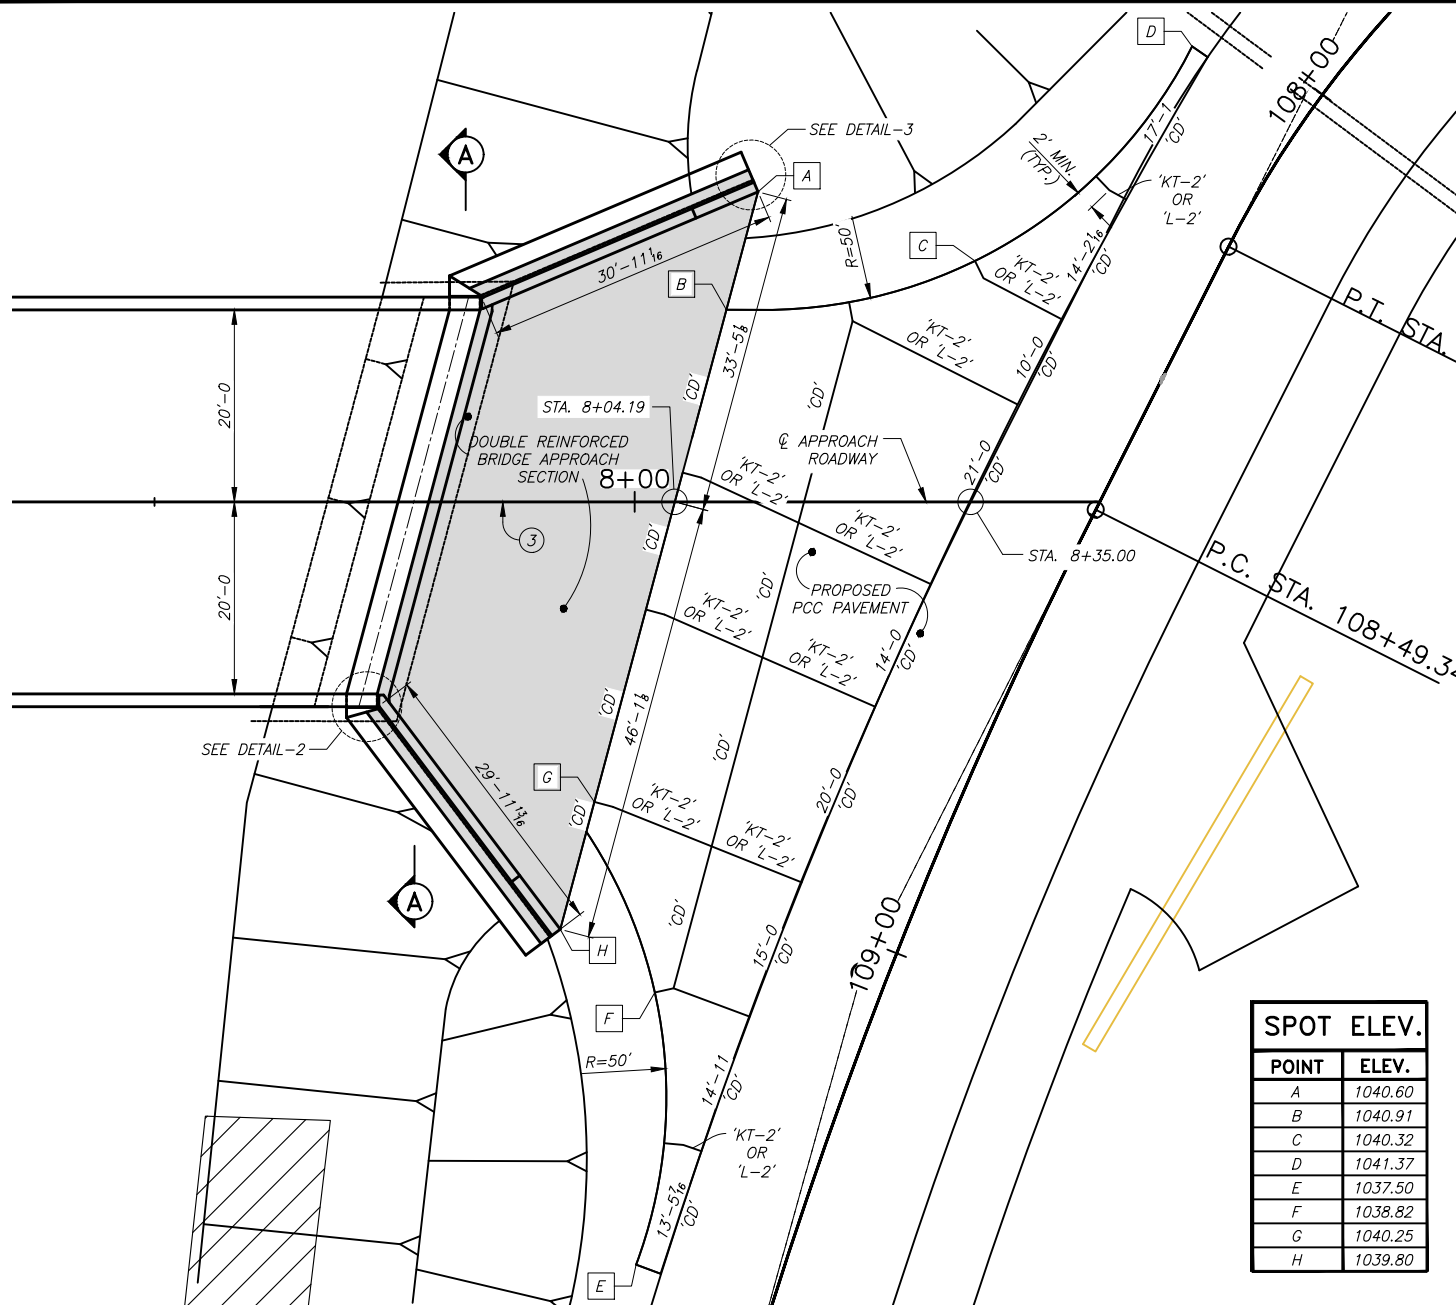 D
108+00
A
SEE DETAIL-3
2' MIN.
(TYP.)
17'-1
'CD'
'KT-2'
OR
'L-2'
A
30'-11 1/16
B
R=50'
C
'KT-2'
OR 'L-2'
14'-2 1/16
'CD'
P.T. STA.
33'-5 1/8
'KT-2'
OR 'L-2'
10'-0
'CD'
20'-0
'CD'
'CD'
STA. 8+04.19
DOUBLE REINFORCED
BRIDGE APPROACH
SECTION
8+00
℄ APPROACH
ROADWAY
'KT-2'
OR 'L-2'
21'-0
'CD'
3
'CD'
'KT-2'
OR 'L-2'
STA. 8+35.00
P.C. STA. 108+49.34
20'-0
'KT-2'
OR 'L-2'
'CD'
PROPOSED
PCC PAVEMENT
'KT-2'
OR 'L-2'
14'-0
'CD'
'CD'
46'-1 1/8
'CD'
SEE DETAIL-2
G
29'-11 13/16
'CD'
'KT-2'
OR 'L-2'
'KT-2'
OR 'L-2'
20'-0
'CD'
A
H
'CD'
15'-0
'CD'
109+00
F
R=50'
14'-11
'CD'
'KT-2'
OR
'L-2'
13'-5 7/16
'CD'
E
SPOT ELEV.
POINT ELEV.
A 1040.60
B 1040.91
C 1040.32
D 1041.37
E 1037.50
F 1038.82
G 1040.25
H 1039.80